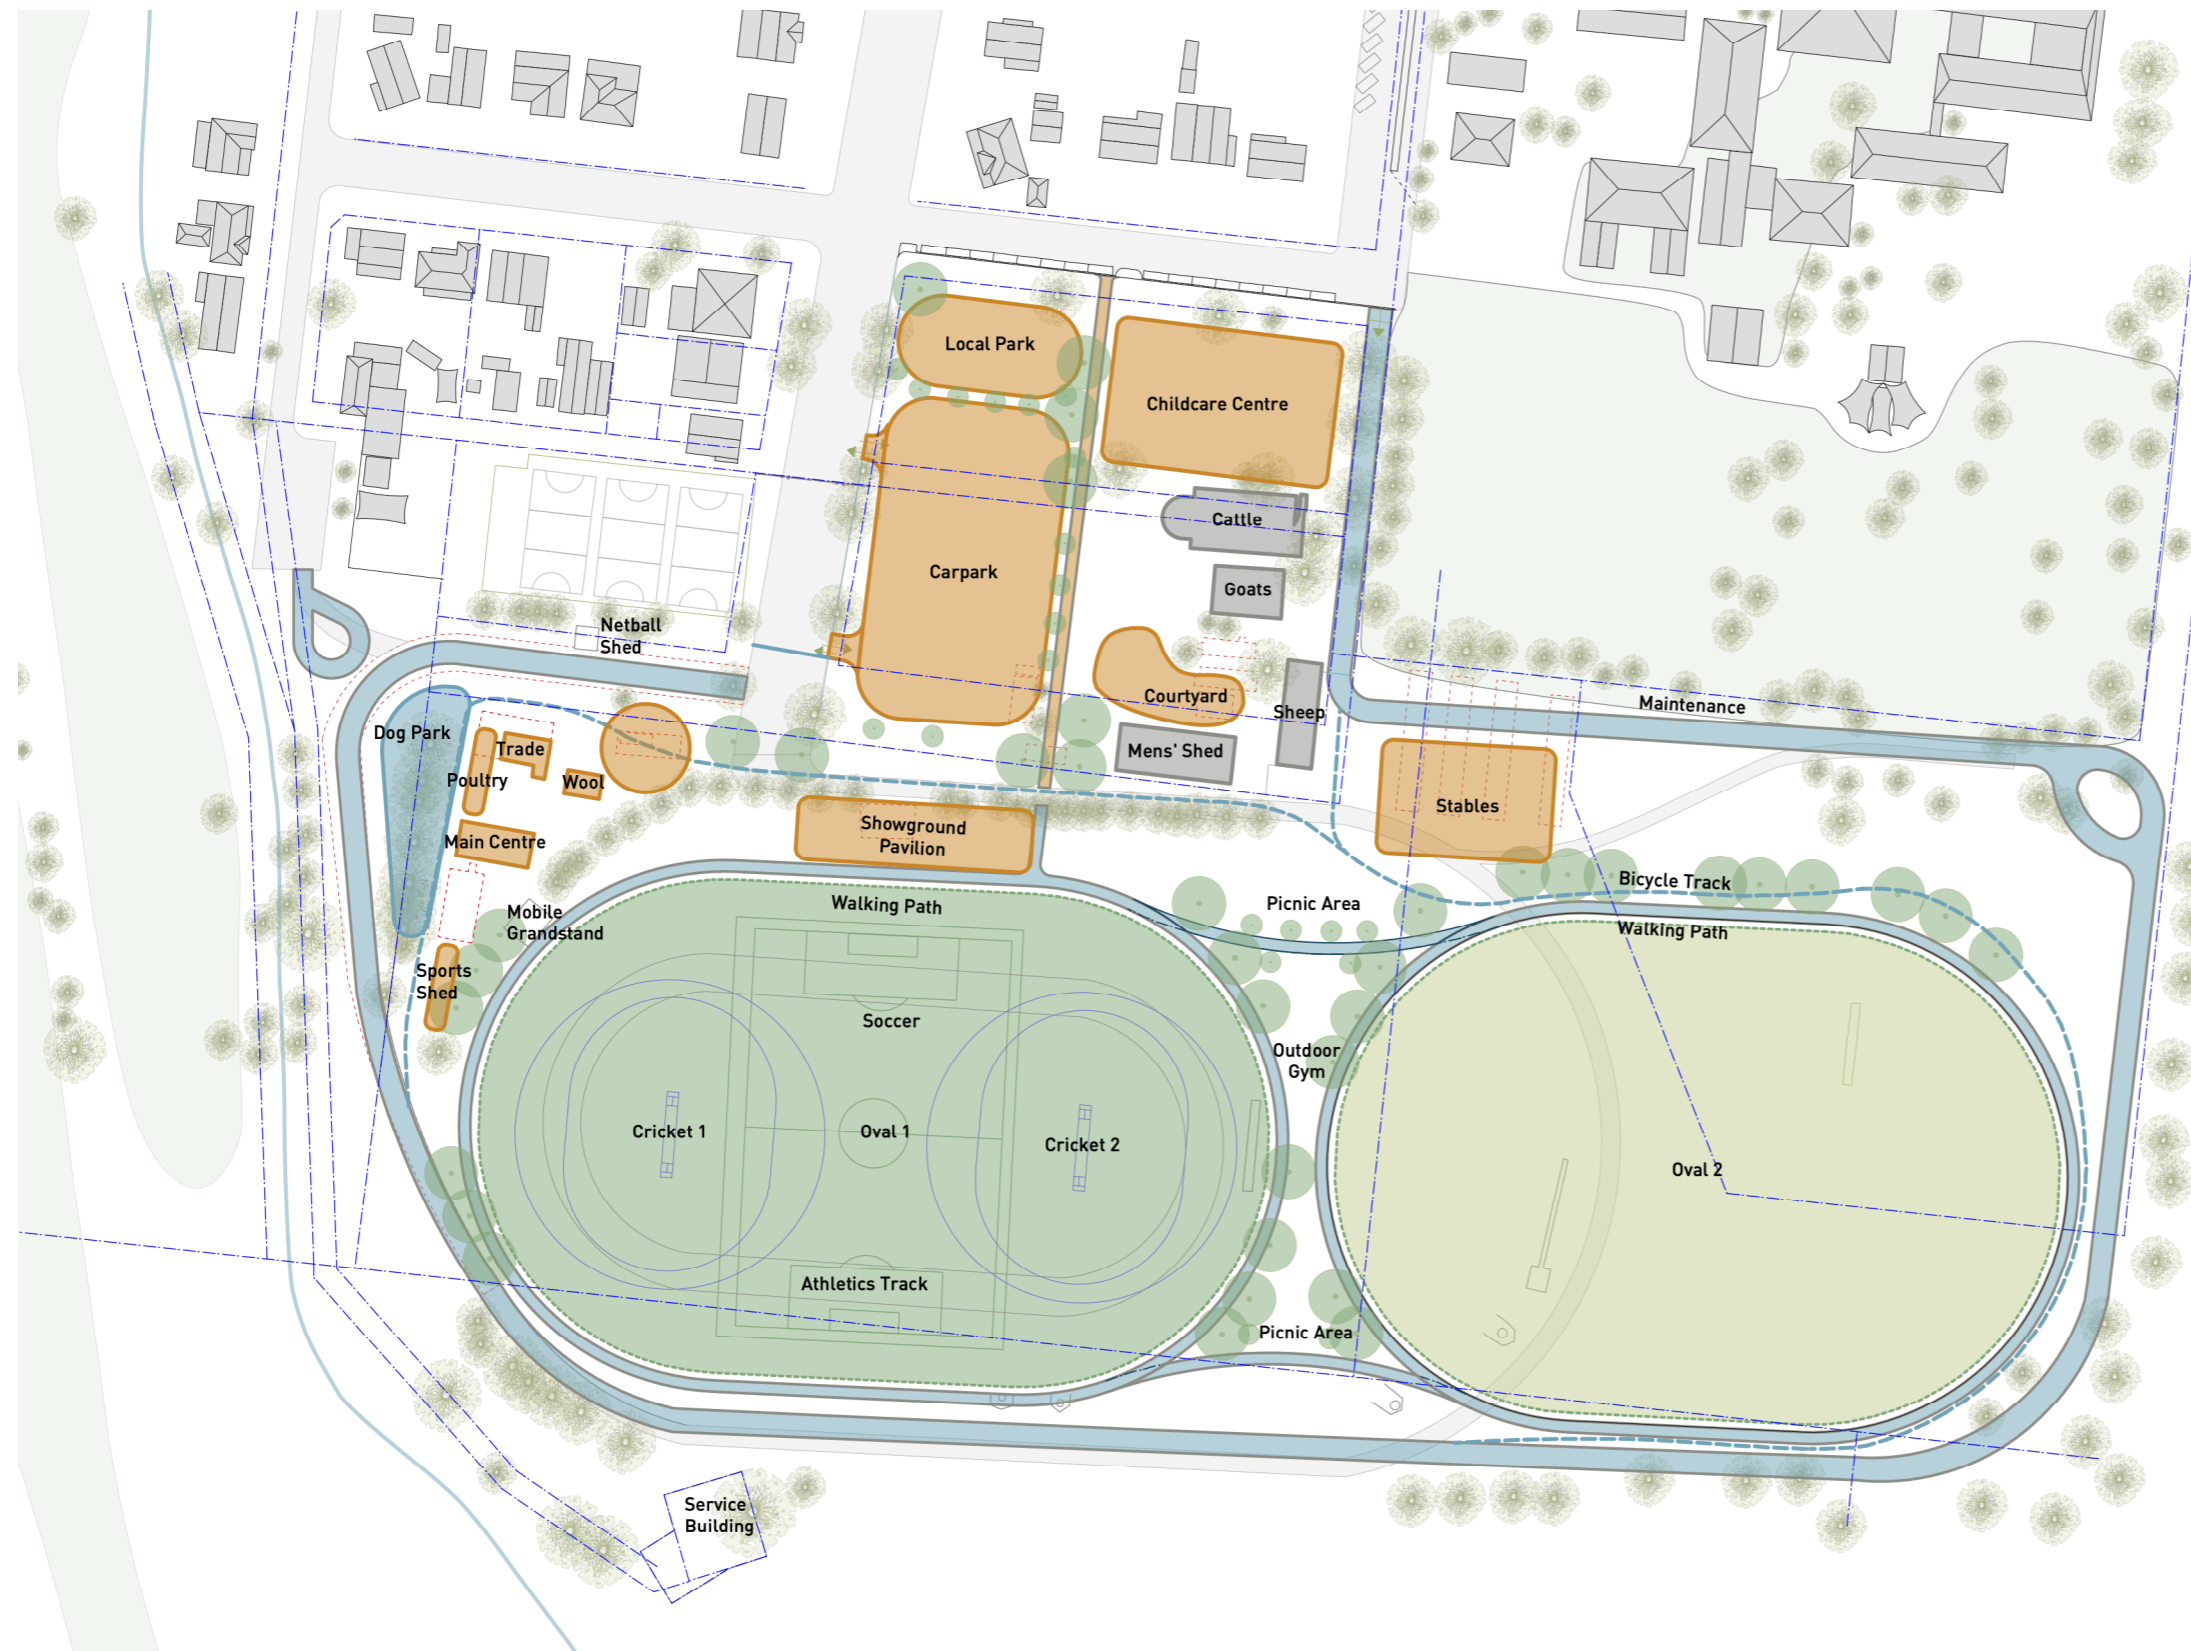 Local Park
Childcare Centre
Cattle
Carpark
Goats
Netball
Shed
Courtyard
Sheep
Maintenance
Dog Park
Trade
Mens' Shed
Poultry
Wool
Stables
Showground
Pavilion
Main Centre
Bicycle Track
Walking Path
Picnic Area
Mobile
Grandstand
Walking Path
Sports
Shed
Soccer
Outdoor
Gym
Cricket 1
Oval 1
Cricket 2
Oval 2
Athletics Track
Picnic Area
Service
Building